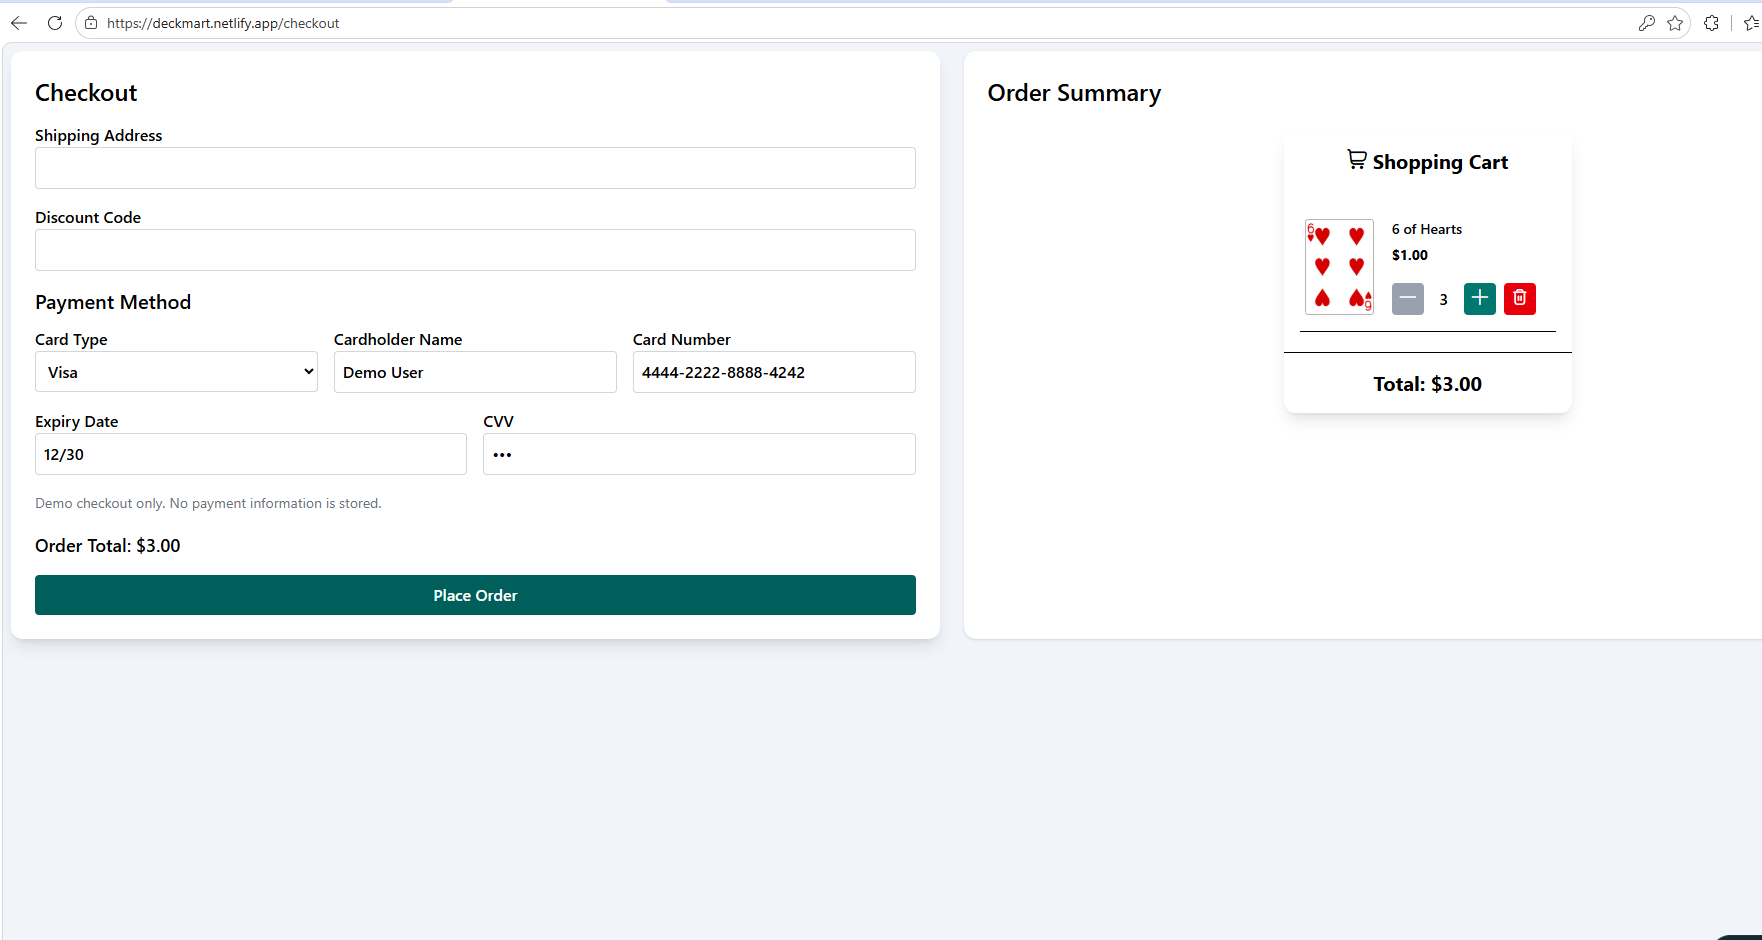 https://deckmart.netlify.app/checkout
Checkout
Shipping Address
Discount Code
Payment Method
Card Type
Cardholder Name
Card Number
Visa
Demo User
4444-2222-8888-4242
Expiry Date
CVV
12/30
•••
Demo checkout only. No payment information is stored.
Order Total: $3.00
Place Order
Order Summary
Shopping Cart
6
6 of Hearts
$1.00
3
6
Total: $3.00